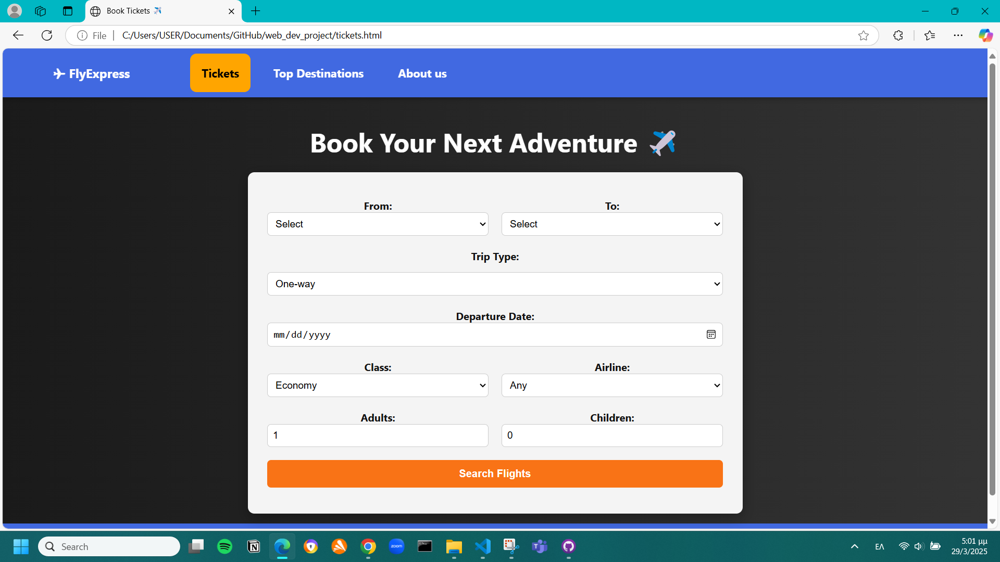 Book Tickets ✈️
File
C:/Users/USER/Documents/GitHub/web_dev_project/tickets.html
✈ FlyExpress
Tickets
Top Destinations
About us
Book Your Next Adventure ✈️
From:
To:
Select
Select
Trip Type:
One-way
Departure Date:
mm/dd/yyyy
Class:
Airline:
Economy
Any
Adults:
Children:
1
0
Search Flights
Search
zoom
ΕΛ
5:01 μμ
29/3/2025